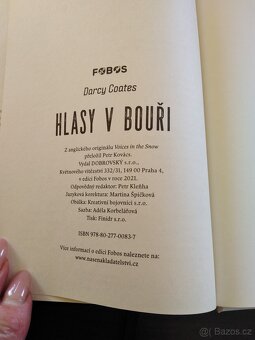 FOBOS
Darcy Coates
HLASY V BOUŘI
Z anglického originálu Voices in the Snow
přeložil Petr Kovács.
Vydal DOBROVSKÝ s.r.o.,
Květnového vítězství 332/31, 149 00 Praha 4,
v edici Fobos v roce 2021.
Odpovědný redaktor: Petr Kleňha
Jazyková korektura: Martina Špičková
Obálka: Kreativní bojovníci s.r.o.
Sazba: Adéla Korbelářová
Tisk: Finidr s.r.o.
ISBN 978-80-277-0083-7
Více informací o edici Fobos naleznete na:
www.nasenakladatelstvi.cz
Bazos.cz